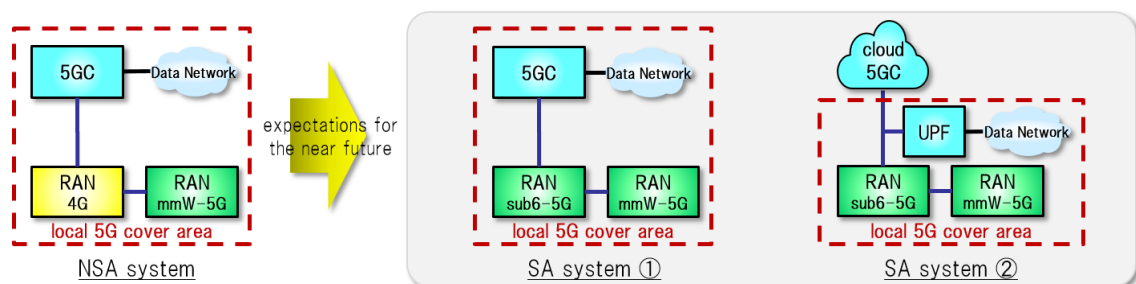 5GC
Data Network
RAN
4G
RAN
mmW-5G
local 5G cover area
NSA system
expectations for
the near future
5GC
Data Network
RAN
sub6-5G
RAN
mmW-5G
local 5G cover area
SA system ①
cloud
5GC
UPF
Data Network
RAN
sub6-5G
RAN
mmW-5G
local 5G cover area
SA system ②